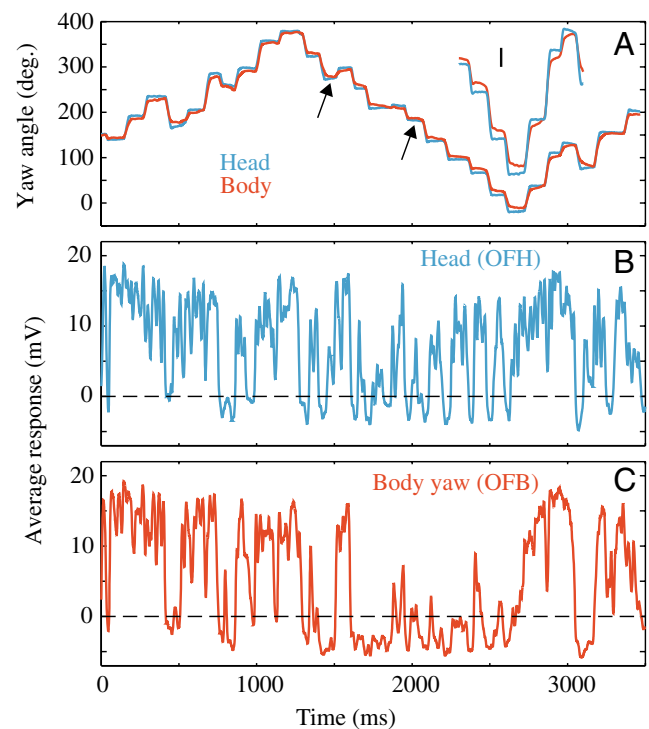 A
400
300
200
100
0
Yaw angle (deg.)
Head
Body
B
Head (OFH)
20
10
0
Average response (mV)
C
Body yaw (OFB)
20
10
0
0 1000 2000 3000
Time (ms)